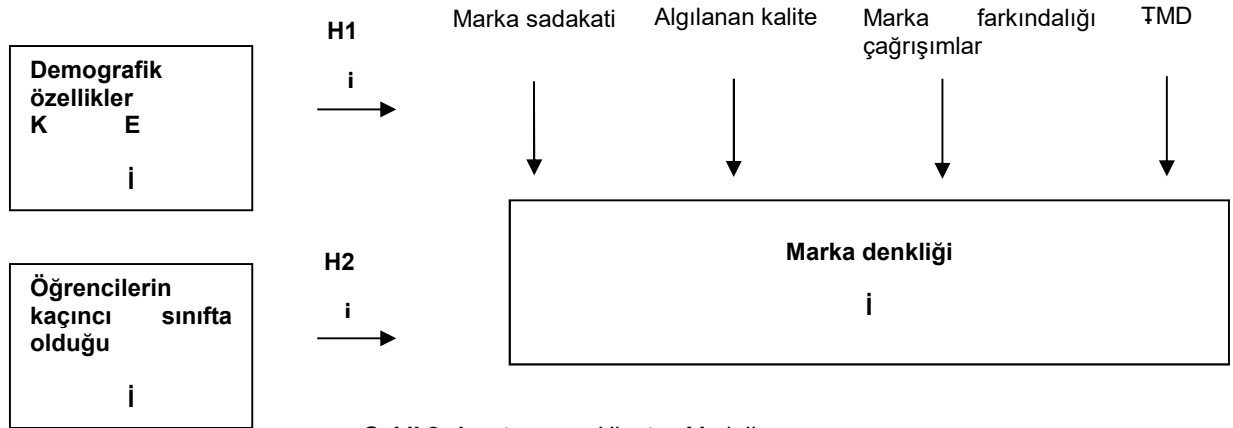 Marka sadakati
Algılanan kalite
Marka farkındalığı
çağrışımlar
ŦMD
H1
i
Demografik
özellikler
K E
İ
H2
i
Öğrencilerin
kaçıncı sınıfta
olduğu
İ
Marka denkliği
İ